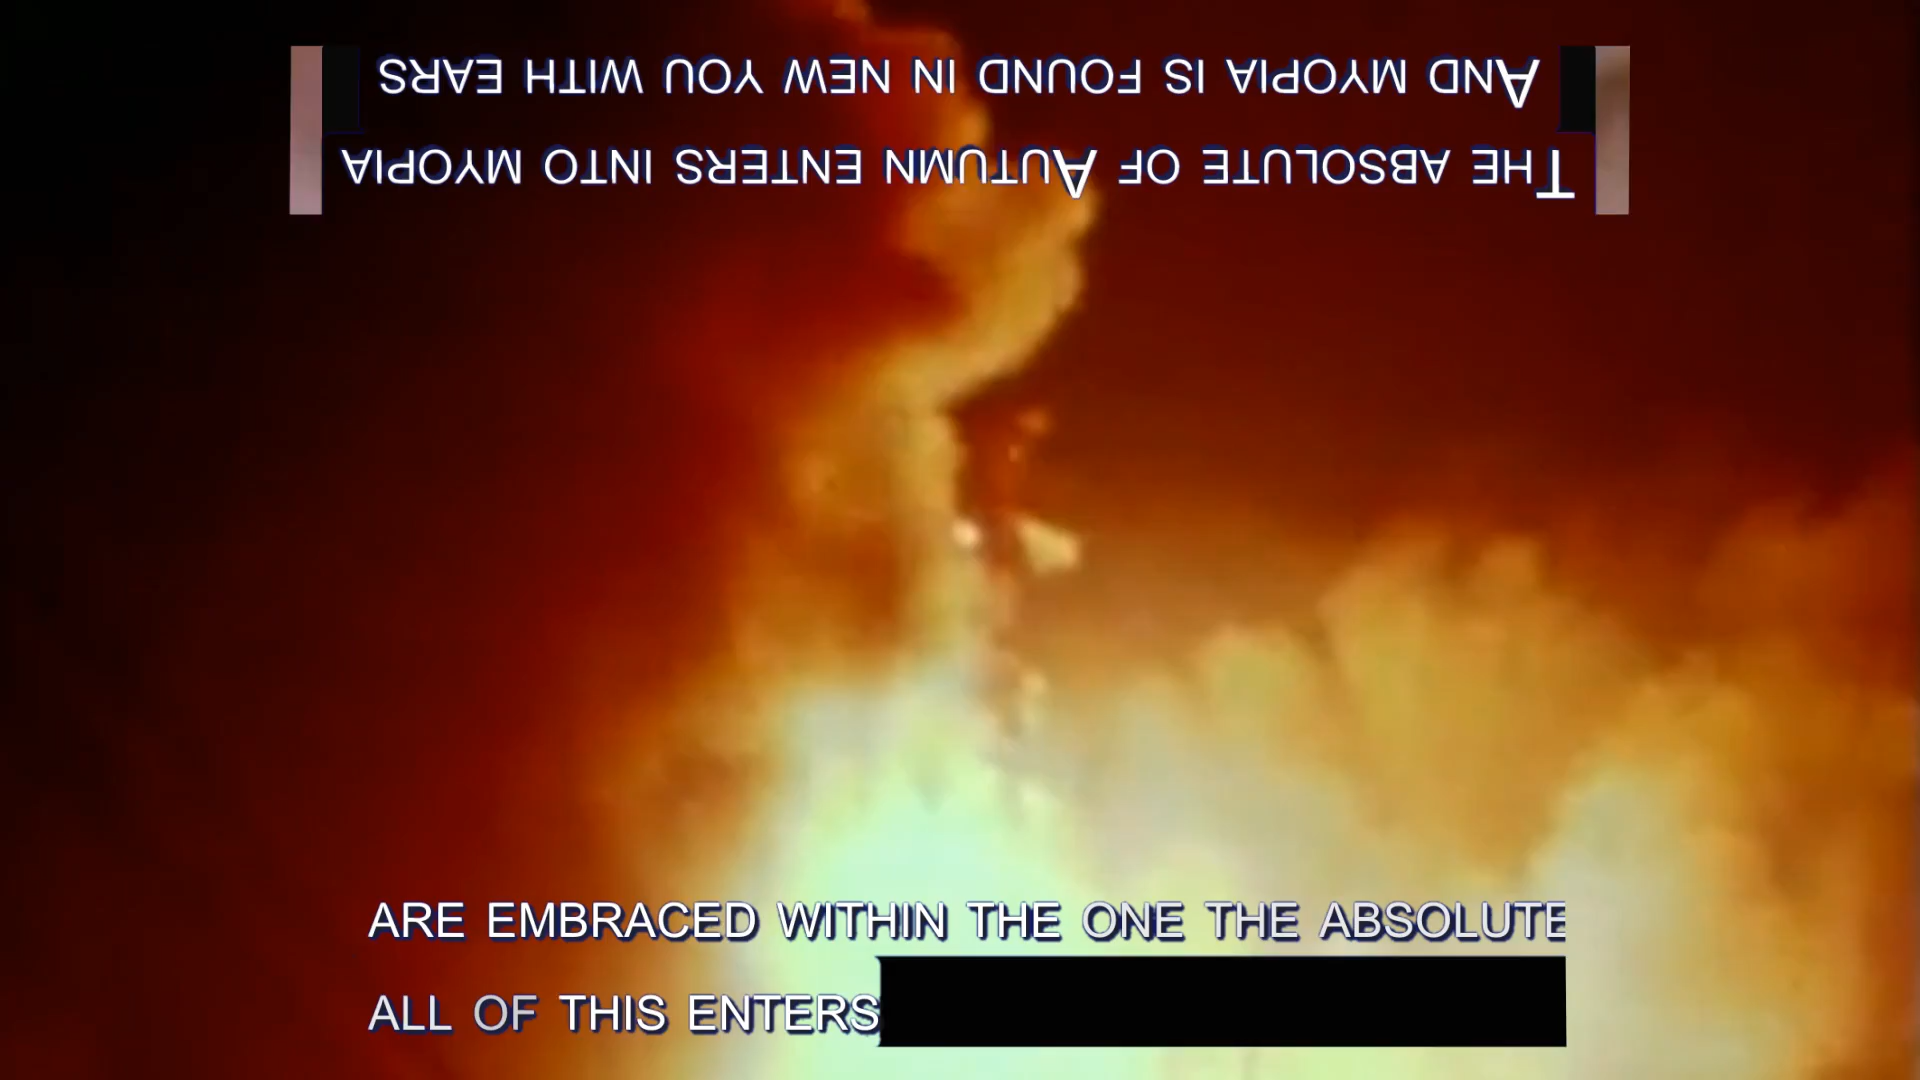 THE ABSOLUTE OF AUTUMN ENTERS INTO MYOPIA
AND MYOPIA IS FOUND IN NEW YOU WITH EARS
ARE EMBRACED WITHIN THE ONE THE ABSOLUTE
ALL OF THIS ENTERS